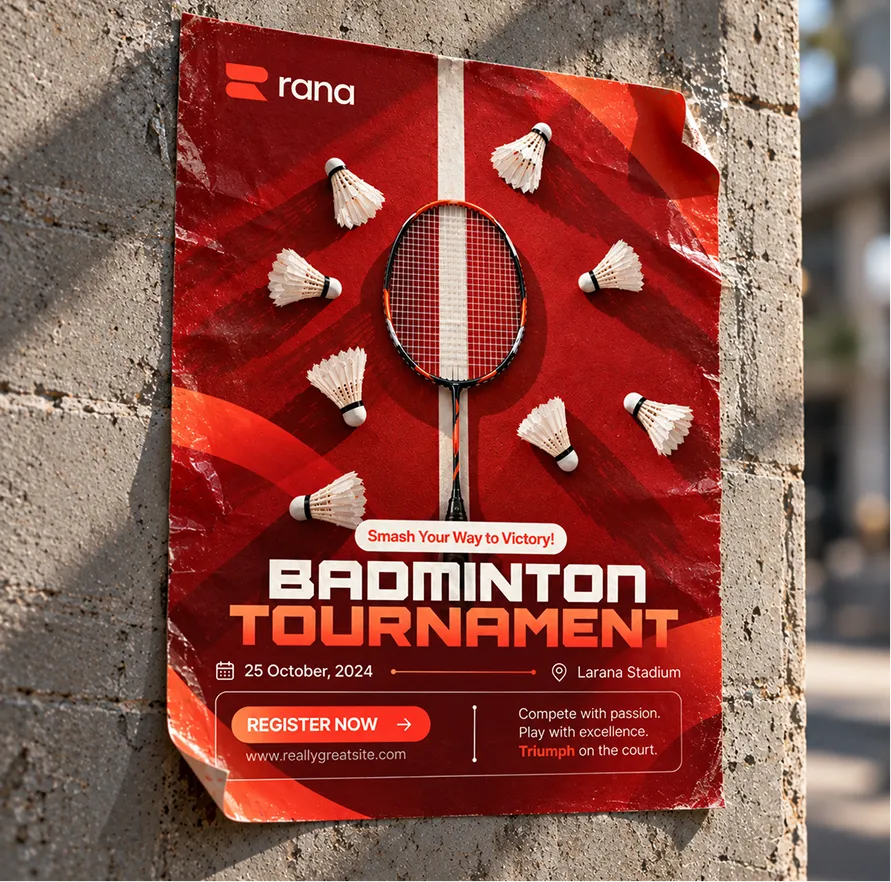 rana
Smash Your Way to Victory!
BADMINTON
TOURNAMENT
25 October, 2024
Larana Stadium
REGISTER NOW
www.reallygreatsite.com
Compete with passion.
Play with excellence.
Triumph on the court.